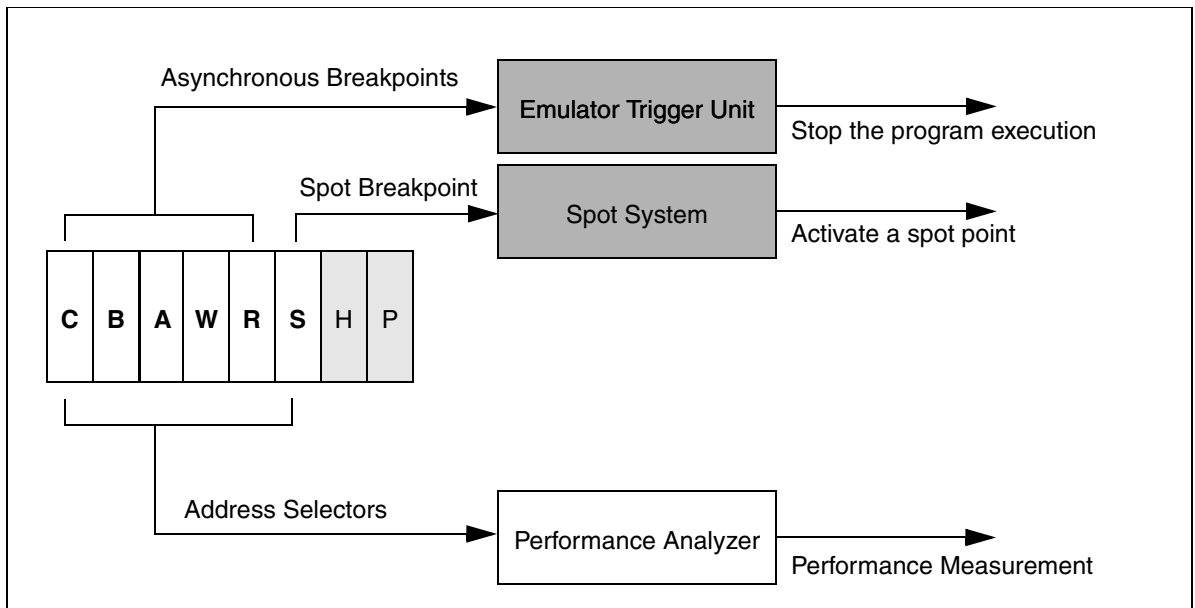 Asynchronous Breakpoints
Emulator Trigger Unit
Stop the program execution
Spot Breakpoint
Spot System
Activate a spot point
C B A W R S H P
Address Selectors
Performance Analyzer
Performance Measurement